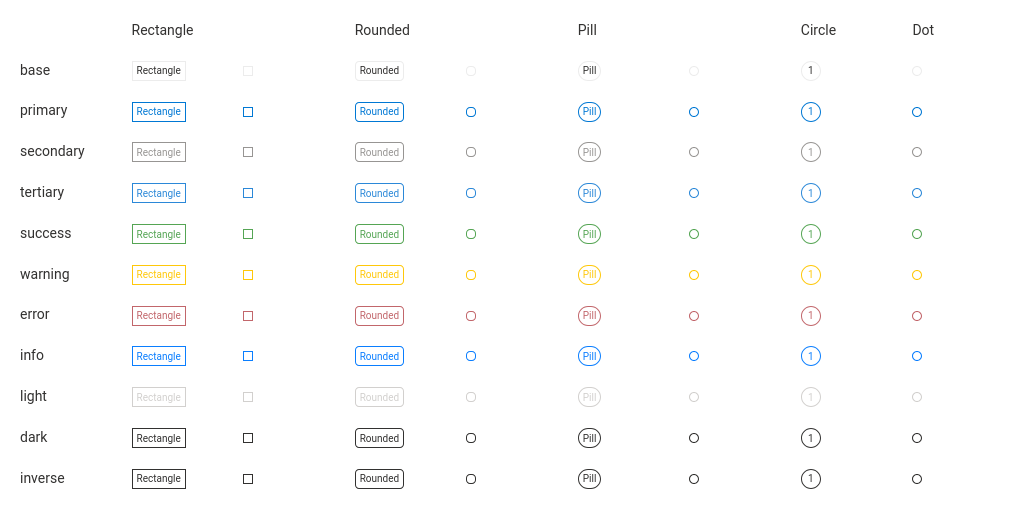 Rectangle Rounded Pill Circle Dot
base Rectangle Rounded Pill 1
primary Rectangle Rounded Pill 1
secondary Rectangle Rounded Pill 1
tertiary Rectangle Rounded Pill 1
success Rectangle Rounded Pill 1
warning Rectangle Rounded Pill 1
error Rectangle Rounded Pill 1
info Rectangle Rounded Pill 1
light Rectangle Rounded Pill 1
dark Rectangle Rounded Pill 1
inverse Rectangle Rounded Pill 1